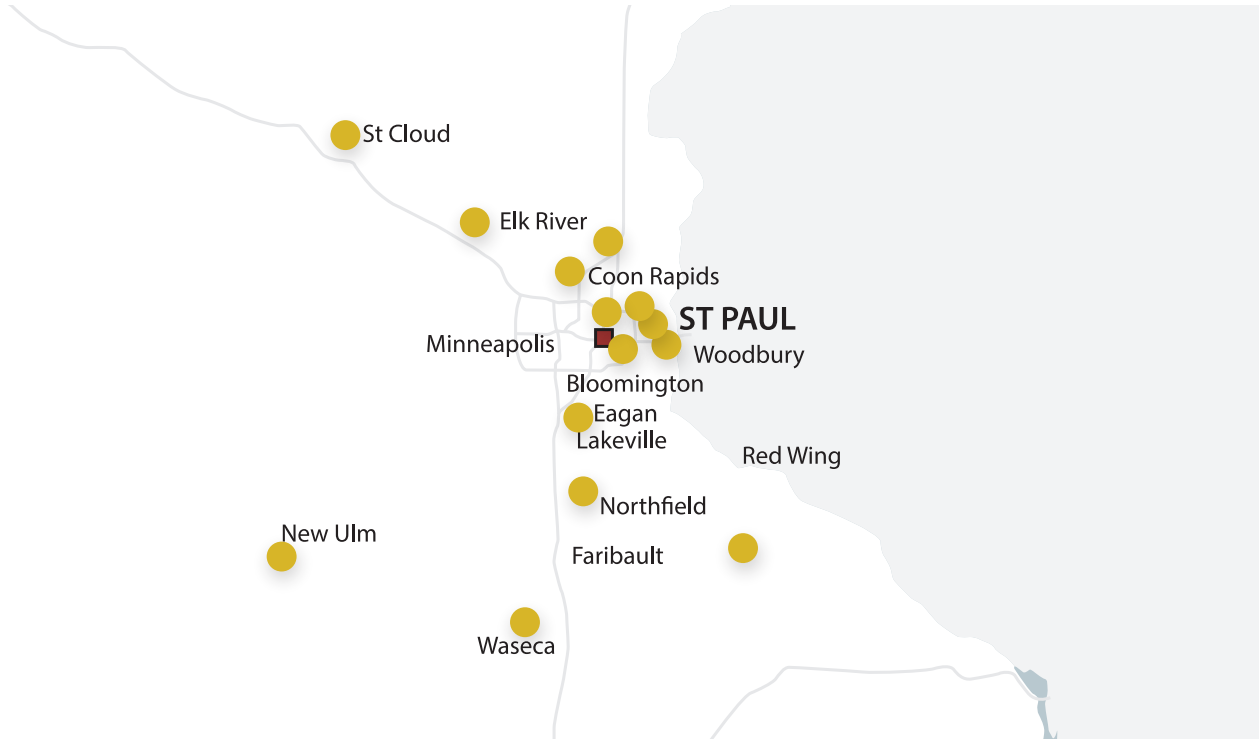 St Cloud
Elk River
Coon Rapids
ST PAUL
Minneapolis
Woodbury
Bloomington
Eagan
Lakeville
Red Wing
Northfield
New Ulm
Faribault
Waseca